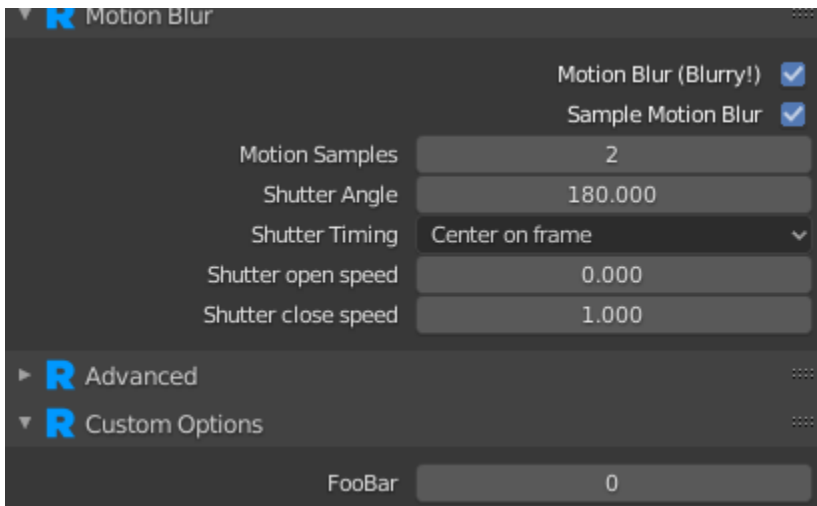 R Motion Blur
Motion Blur (Blurry!)
Sample Motion Blur
Motion Samples 2
Shutter Angle 180.000
Shutter Timing Center on frame
Shutter open speed 0.000
Shutter close speed 1.000
R Advanced
R Custom Options
FooBar 0